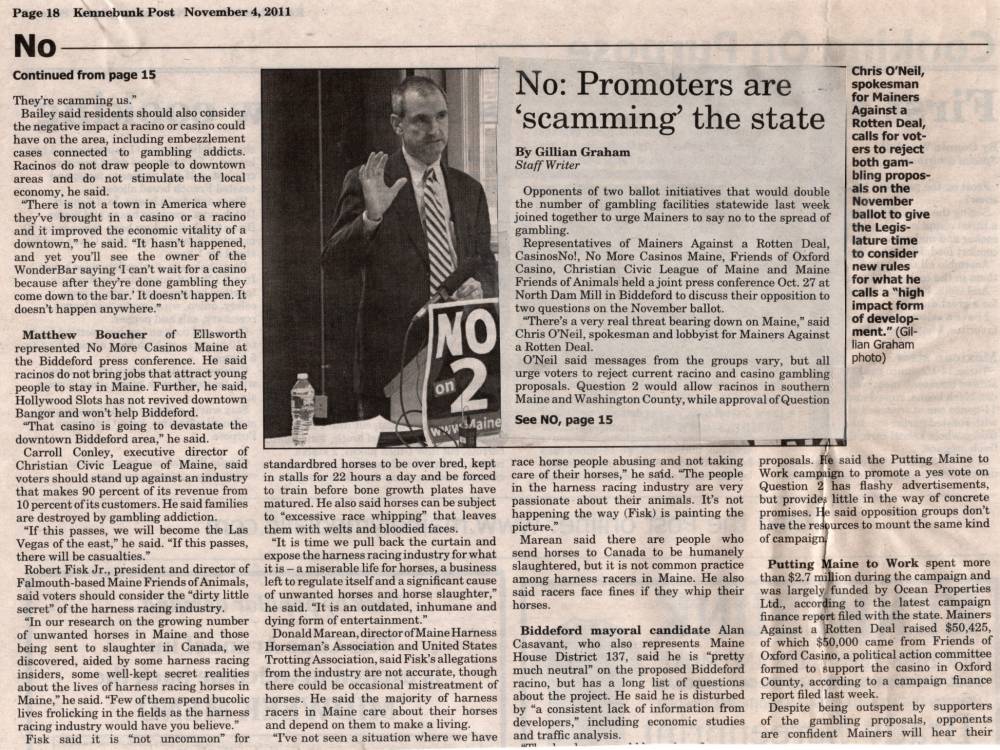 Page 18 Kennebunk Post November 4, 2011
No
Continued from page 15
They're scamming us."
Bailey said residents should also consider
the negative impact a racino or casino could
have on the area, including embezzlement
cases connected to gambling addicts.
Racinos do not draw people to downtown
areas and do not stimulate the local
economy, he said.
"There is not a town in America where
they've brought in a casino or a racino
and it improved the economic vitality of a
downtown," he said. "It hasn't happened,
and yet you'll see the owner of the
WonderBar saying 'I can't wait for a casino
because after they're done gambling they
come down to the bar.' It doesn't happen. It
doesn't happen anywhere."
Matthew Boucher of Ellsworth
represented No More Casinos Maine at
the Biddeford press conference. He said
racinos do not bring jobs that attract young
people to stay in Maine. Further, he said,
Hollywood Slots has not revived downtown
Bangor and won't help Biddeford.
"That casino is going to devastate the
downtown Biddeford area," he said.
Carroll Conley, executive director of
Christian Civic League of Maine, said
voters should stand up against an industry
that makes 90 percent of its revenue from
10 percent of its customers. He said families
are destroyed by gambling addiction.
"If this passes, we will become the Las
Vegas of the east," he said. "If this passes,
there will be casualties."
Robert Fisk Jr., president and director of
Falmouth-based Maine Friends of Animals,
said voters should consider the "dirty little
secret" of the harness racing industry.
"In our research on the growing number
of unwanted horses in Maine and those
being sent to slaughter in Canada, we
discovered, aided by some harness racing
insiders, some well-kept secret realities
about the lives of harness racing horses in
Maine," he said. "Few of them spend bucolic
lives frolicking in the fields as the harness
racing industry would have you believe."
Fisk said it is "not uncommon" for
NO
on
2
www.Maine
standardbred horses to be over bred, kept
in stalls for 22 hours a day and be forced
to train before bone growth plates have
matured. He also said horses can be subject
to "excessive race whipping" that leaves
them with welts and bloodied faces.
"It is time we pull back the curtain and
expose the harness racing industry for what
it is – a miserable life for horses, a business
left to regulate itself and a significant cause
of unwanted horses and horse slaughter,"
he said. "It is an outdated, inhumane and
dying form of entertainment."
Donald Marean, director of Maine Harness
Horseman's Association and United States
Trotting Association, said Fisk's allegations
from the industry are not accurate, though
there could be occasional mistreatment of
horses. He said the majority of harness
racers in Maine care about their horses
and depend on them to make a living.
"I've not seen a situation where we have
No: Promoters are
'scamming' the state
By Gillian Graham
Staff Writer
Opponents of two ballot initiatives that would double
the number of gambling facilities statewide last week
joined together to urge Mainers to say no to the spread of
gambling.
Representatives of Mainers Against a Rotten Deal,
CasinosNo!, No More Casinos Maine, Friends of Oxford
Casino, Christian Civic League of Maine and Maine
Friends of Animals held a joint press conference Oct. 27 at
North Dam Mill in Biddeford to discuss their opposition to
two questions on the November ballot.
"There's a very real threat bearing down on Maine," said
Chris O'Neil, spokesman and lobbyist for Mainers Against
a Rotten Deal.
O'Neil said messages from the groups vary, but all
urge voters to reject current racino and casino gambling
proposals. Question 2 would allow racinos in southern
Maine and Washington County, while approval of Question
See NO, page 15
Chris O'Neil,
spokesman
for Mainers
Against a
Rotten Deal,
calls for vot-
ers to reject
both gam-
bling propos-
als on the
November
ballot to give
the Legis-
lature time
to consider
new rules
for what he
calls a "high
impact form
of develop-
ment." (Gil-
lian Graham
photo)
race horse people abusing and not taking
care of their horses," he said. "The people
in the harness racing industry are very
passionate about their animals. It's not
happening the way (Fisk) is painting the
picture."
Marean said there are people who
send horses to Canada to be humanely
slaughtered, but it is not common practice
among harness racers in Maine. He also
said racers face fines if they whip their
horses.
Biddeford mayoral candidate Alan
Casavant, who also represents Maine
House District 137, said he is "pretty
much neutral" on the proposed Biddeford
racino, but has a long list of questions
about the project. He said he is disturbed
by "a consistent lack of information from
developers," including economic studies
and traffic analysis.
proposals. He said the Putting Maine to
Work campaign to promote a yes vote on
Question 2 has flashy advertisements,
but provides little in the way of concrete
promises. He said opposition groups don't
have the resources to mount the same kind
of campaign.
Putting Maine to Work spent more
than $2.7 million during the campaign and
was largely funded by Ocean Properties
Ltd., according to the latest campaign
finance report filed with the state. Mainers
Against a Rotten Deal raised $50,425,
of which $50,000 came from Friends of
Oxford Casino, a political action committee
formed to support the casino in Oxford
County, according to a campaign finance
report filed last week.
Despite being outspent by supporters
of the gambling proposals, opponents
are confident Mainers will hear their